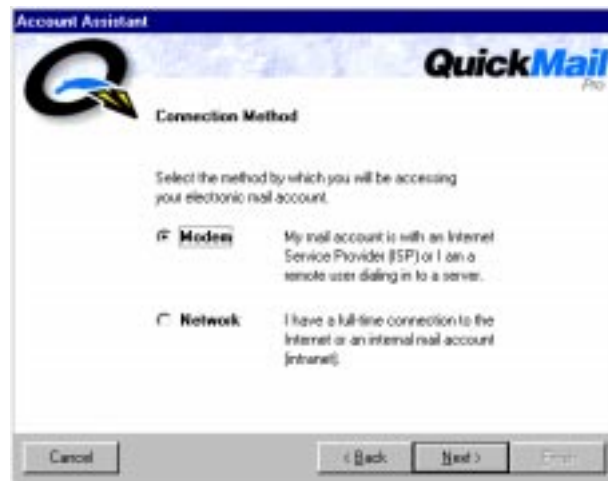 Account Assistant
QuickMail
Pro
Connection Method
Select the method by which you will be accessing
your electronic mail account.
Modem
My mail account is with an Internet
Service Provider (ISP) or I am a
remote user dialing in to a server.
Network
I have a full-time connection to the
Internet or an internal mail account
(intranet).
Cancel
< Back
Next >
Finish